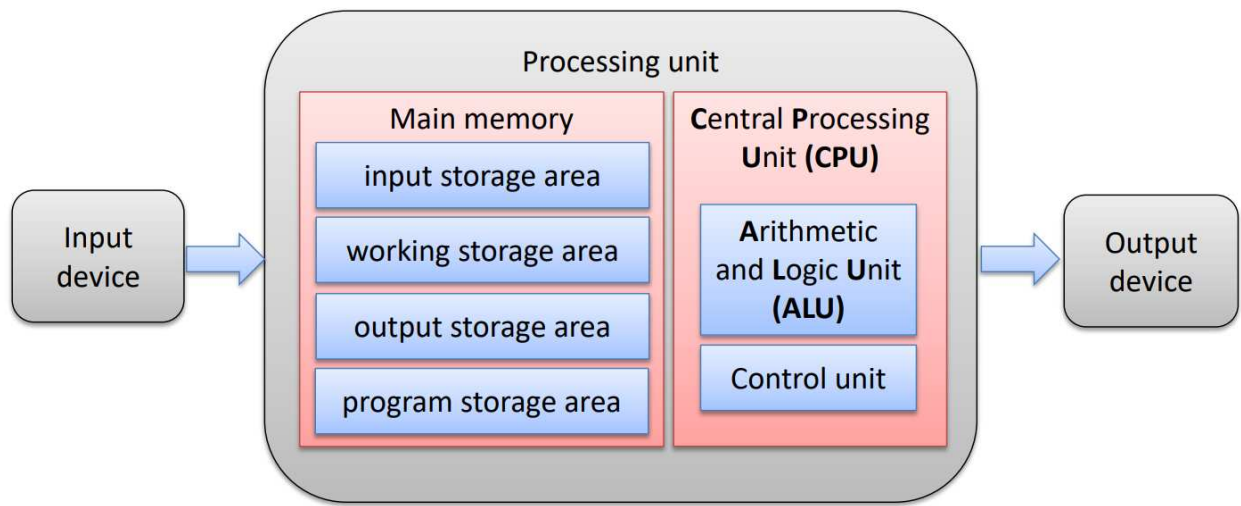 Processing unit
Main memory
input storage area
working storage area
output storage area
program storage area
Central Processing
Unit (CPU)
Arithmetic
and Logic Unit
(ALU)
Control unit
Input
device
Output
device